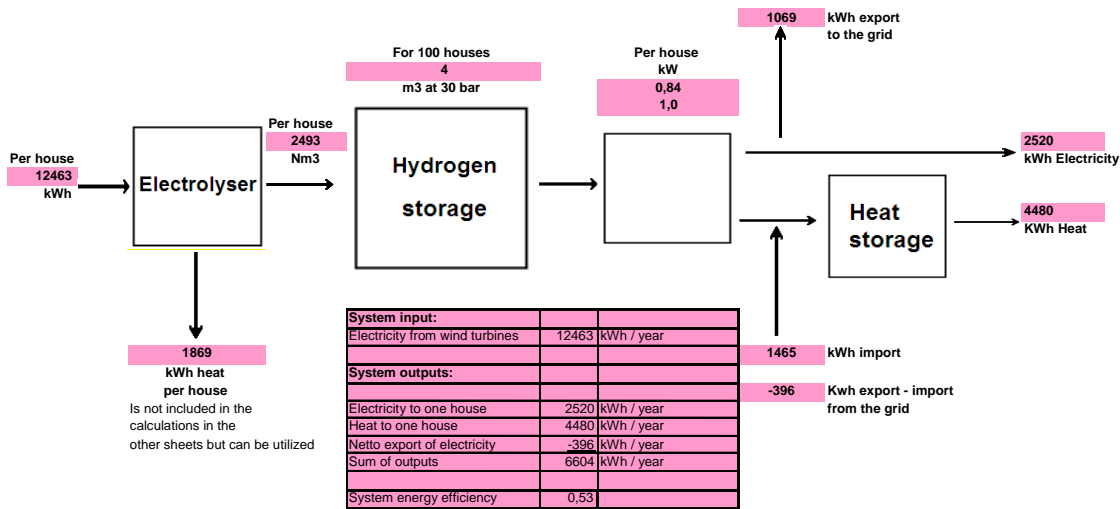 1069 kWh export
to the grid
For 100 houses
4
m3 at 30 bar
Per house
kW
0,84
1,0
Per house
12463
kWh
Electrolyser
Per house
2493
Nm3
Hydrogen
storage
2520
kWh Electricity
Heat
storage
4480
KWh Heat
1869
kWh heat
per house
Is not included in the
calculations in the
other sheets but can be utilized
System input:
Electricity from wind turbines 12463 kWh / year
System outputs:
Electricity to one house 2520 kWh / year
Heat to one house 4480 kWh / year
Netto export of electricity -396 kWh / year
Sum of outputs 6604 kWh / year
System energy efficiency 0,53
1465 kWh import
-396 Kwh export - import
from the grid